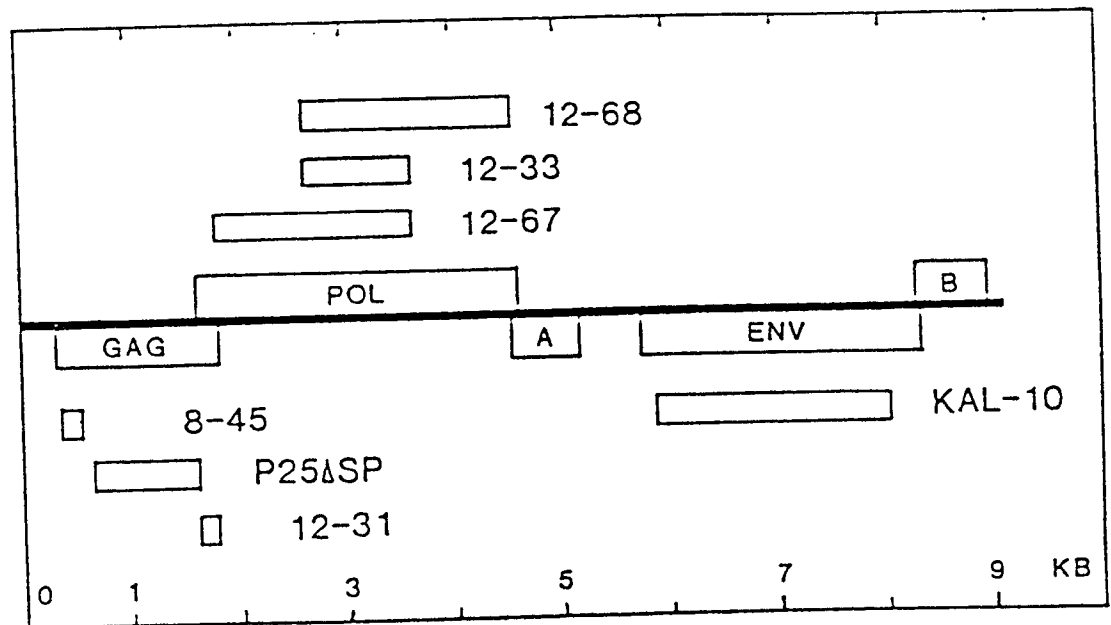 12-68
12-33
12-67
POL
B
GAG
A
ENV
8-45
KAL-10
P25ΔSP
12-31
0 1 3 5 7 9 KB